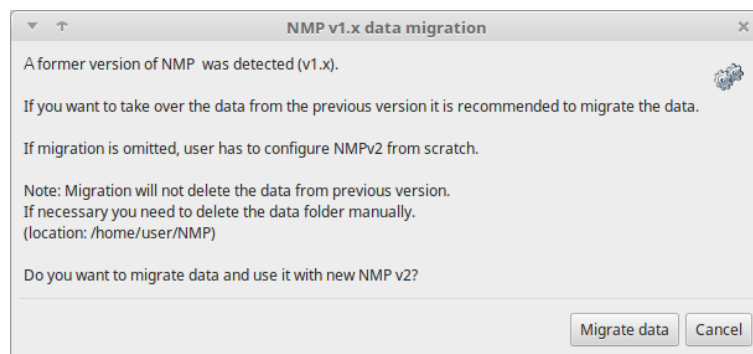 NMP v1.x data migration
A former version of NMP was detected (v1.x).
If you want to take over the data from the previous version it is recommended to migrate the data.
If migration is omitted, user has to configure NMPv2 from scratch.
Note: Migration will not delete the data from previous version.
If necessary you need to delete the data folder manually.
(location: /home/user/NMP)
Do you want to migrate data and use it with new NMP v2?
Migrate data Cancel